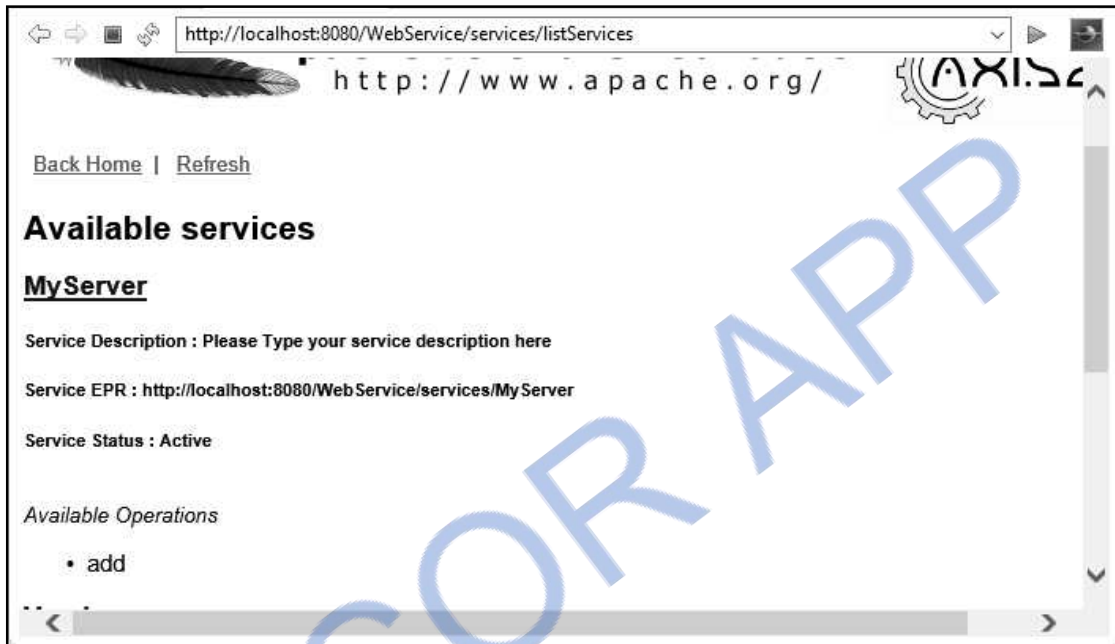 http://localhost:8080/WebService/services/listServices
http://www.apache.org/
Back Home | Refresh
Available services
MyServer
Service Description : Please Type your service description here
Service EPR : http://localhost:8080/WebService/services/MyServer
Service Status : Active
Available Operations
• add
COR APP